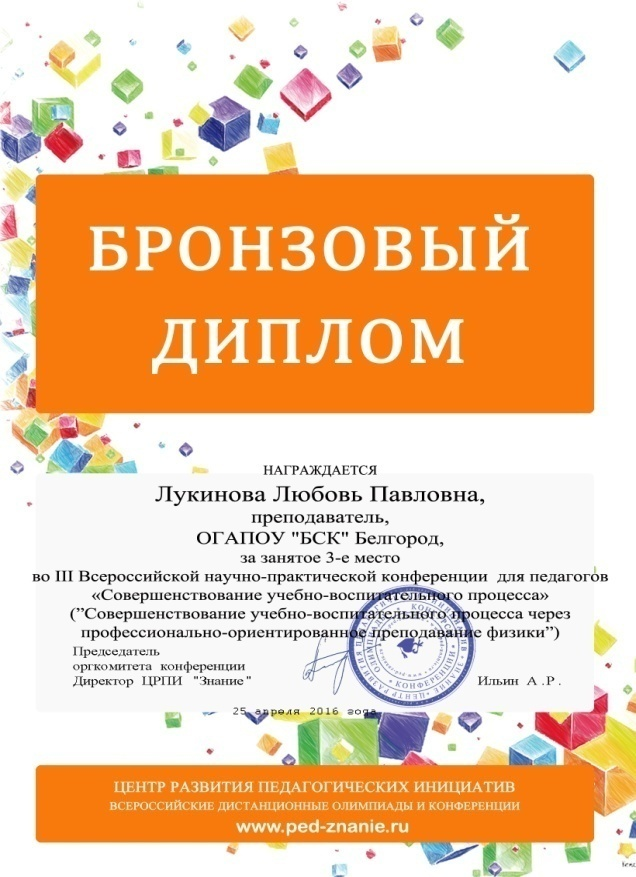 БРОНЗОВЫЙ
ДИПЛОМ
НАГРАЖДАЕТСЯ
Лукинова Любовь Павловна,
преподаватель,
ОГАПОУ "БСК" Белгород,
за занятое 3-е место
во III Всероссийской научно-практической конференции для педагогов
«Совершенствование учебно-воспитательного процесса»
("Совершенствование учебно-воспитательного процесса через
профессионально-ориентированное преподавание физики")
Председатель
оргкомитета конференции
Директор ЦРПИ "Знание"
Ильин А.Р.
25 апреля 2016 года
ЦЕНТР РАЗВИТИЯ ПЕДАГОГИЧЕСКИХ ИНИЦИАТИВ
ВСЕРОССИЙСКИЕ ДИСТАНЦИОННЫЕ ОЛИМПИАДЫ И КОНФЕРЕНЦИИ
www.ped-znanie.ru